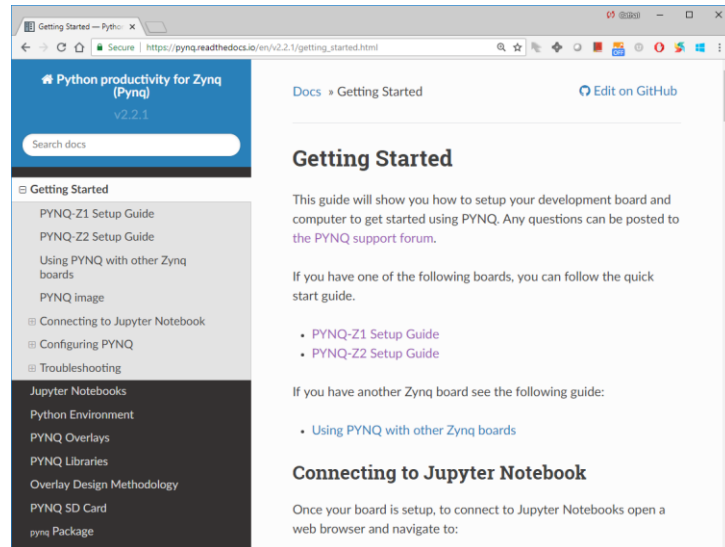 Getting Started — Python
Secure | https://pynq.readthedocs.io/en/v2.2.1/getting_started.html
Python productivity for Zynq
(Pynq)
v2.2.1
Search docs
Getting Started
PYNQ-Z1 Setup Guide
PYNQ-Z2 Setup Guide
Using PYNQ with other Zynq
boards
PYNQ image
Connecting to Jupyter Notebook
Configuring PYNQ
Troubleshooting
Jupyter Notebooks
Python Environment
PYNQ Overlays
PYNQ Libraries
Overlay Design Methodology
PYNQ SD Card
pynq Package
Docs » Getting Started
Edit on GitHub
Getting Started
This guide will show you how to setup your development board and
computer to get started using PYNQ. Any questions can be posted to
the PYNQ support forum.
If you have one of the following boards, you can follow the quick
start guide.
• PYNQ-Z1 Setup Guide
• PYNQ-Z2 Setup Guide
If you have another Zynq board see the following guide:
• Using PYNQ with other Zynq boards
Connecting to Jupyter Notebook
Once your board is setup, to connect to Jupyter Notebooks open a
web browser and navigate to: